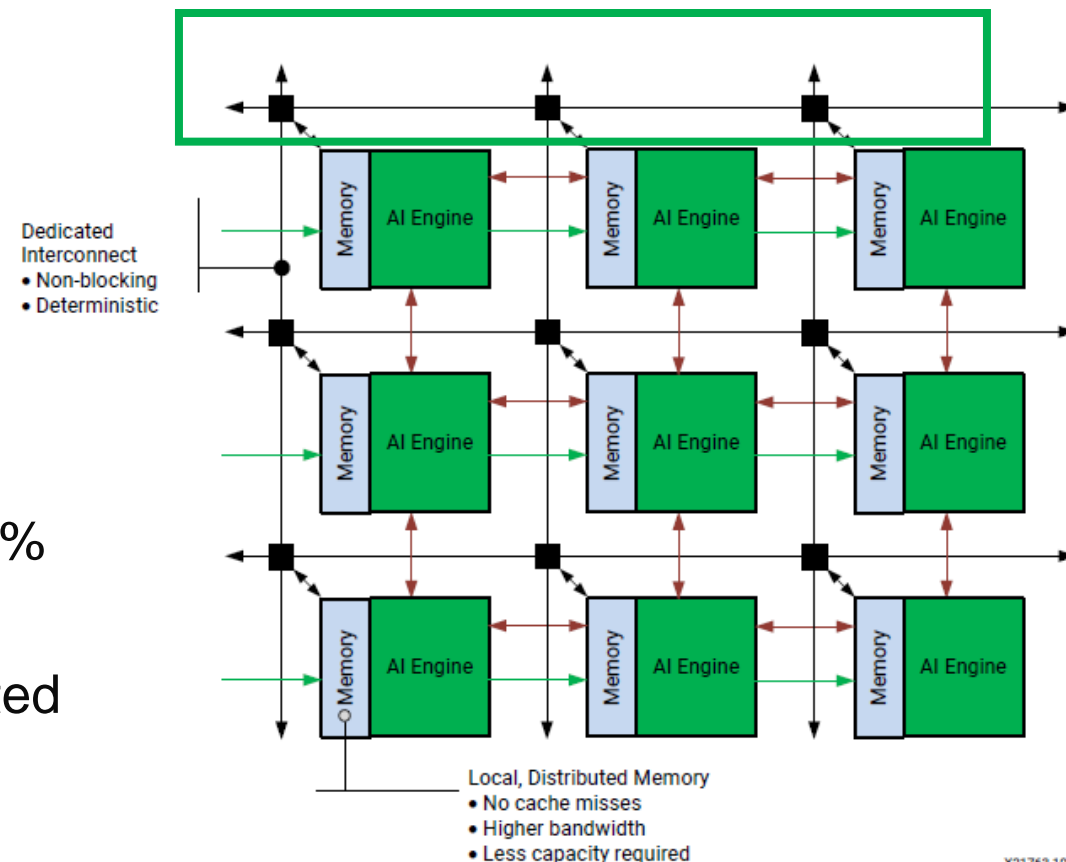 Memory
AI Engine
Memory
AI Engine
Memory
AI Engine
Dedicated
Interconnect
• Non-blocking
• Deterministic
Memory
AI Engine
Memory
AI Engine
Memory
AI Engine
%
Memory
AI Engine
Memory
AI Engine
Memory
AI Engine
Local, Distributed Memory
• No cache misses
• Higher bandwidth
• Less capacity required